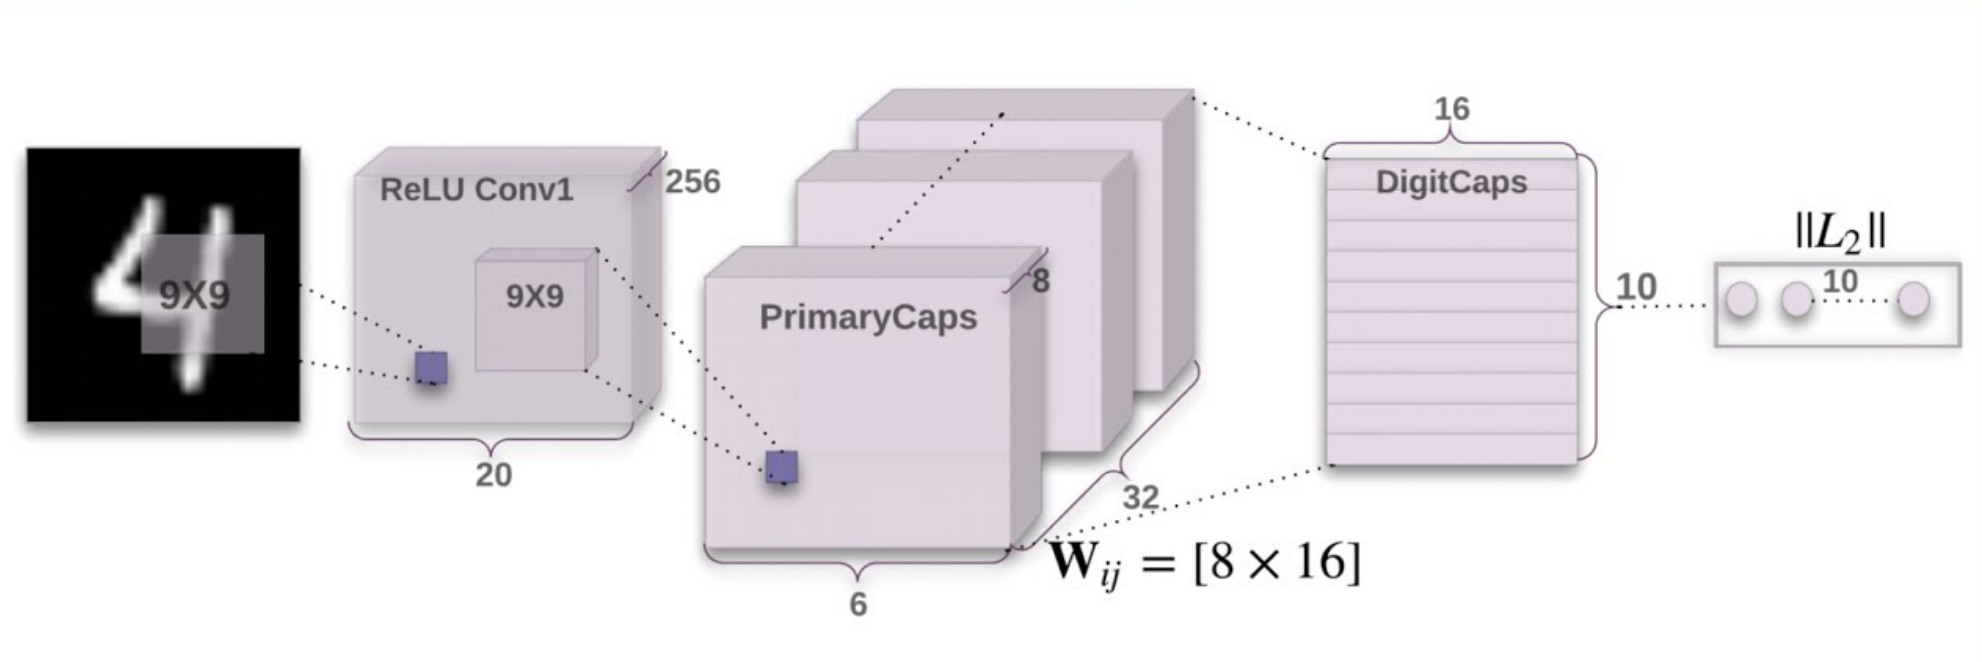 9X9
ReLU Conv1
256
9X9
20
PrimaryCaps
8
32
6
𝐖ᵢⱼ = [8 × 16]
16
DigitCaps
10
||L₂||
10